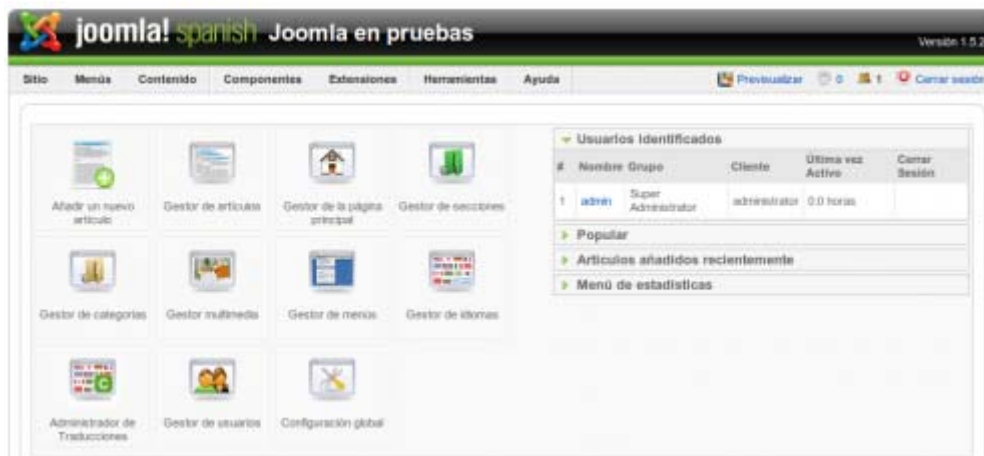 joomla! spanish Joomla en pruebas
Versión 1.5.2
Sitio Menús Contenido Componentes Extensiones Herramientas Ayuda Previsualizar 0 1 Cerrar sesión
Añadir un nuevo artículo
Gestor de artículos
Gestor de la página principal
Gestor de secciones
Gestor de categorías
Gestor multimedia
Gestor de menús
Gestor de idiomas
Administrador de Traducciones
Gestor de usuarios
Configuración global
Usuarios identificados
# Nombre Grupo Cliente Última vez Activo Cerrar Sesión
1 admin Super Administrator administrator 0.0 horas
Popular
Artículos añadidos recientemente
Menú de estadísticas